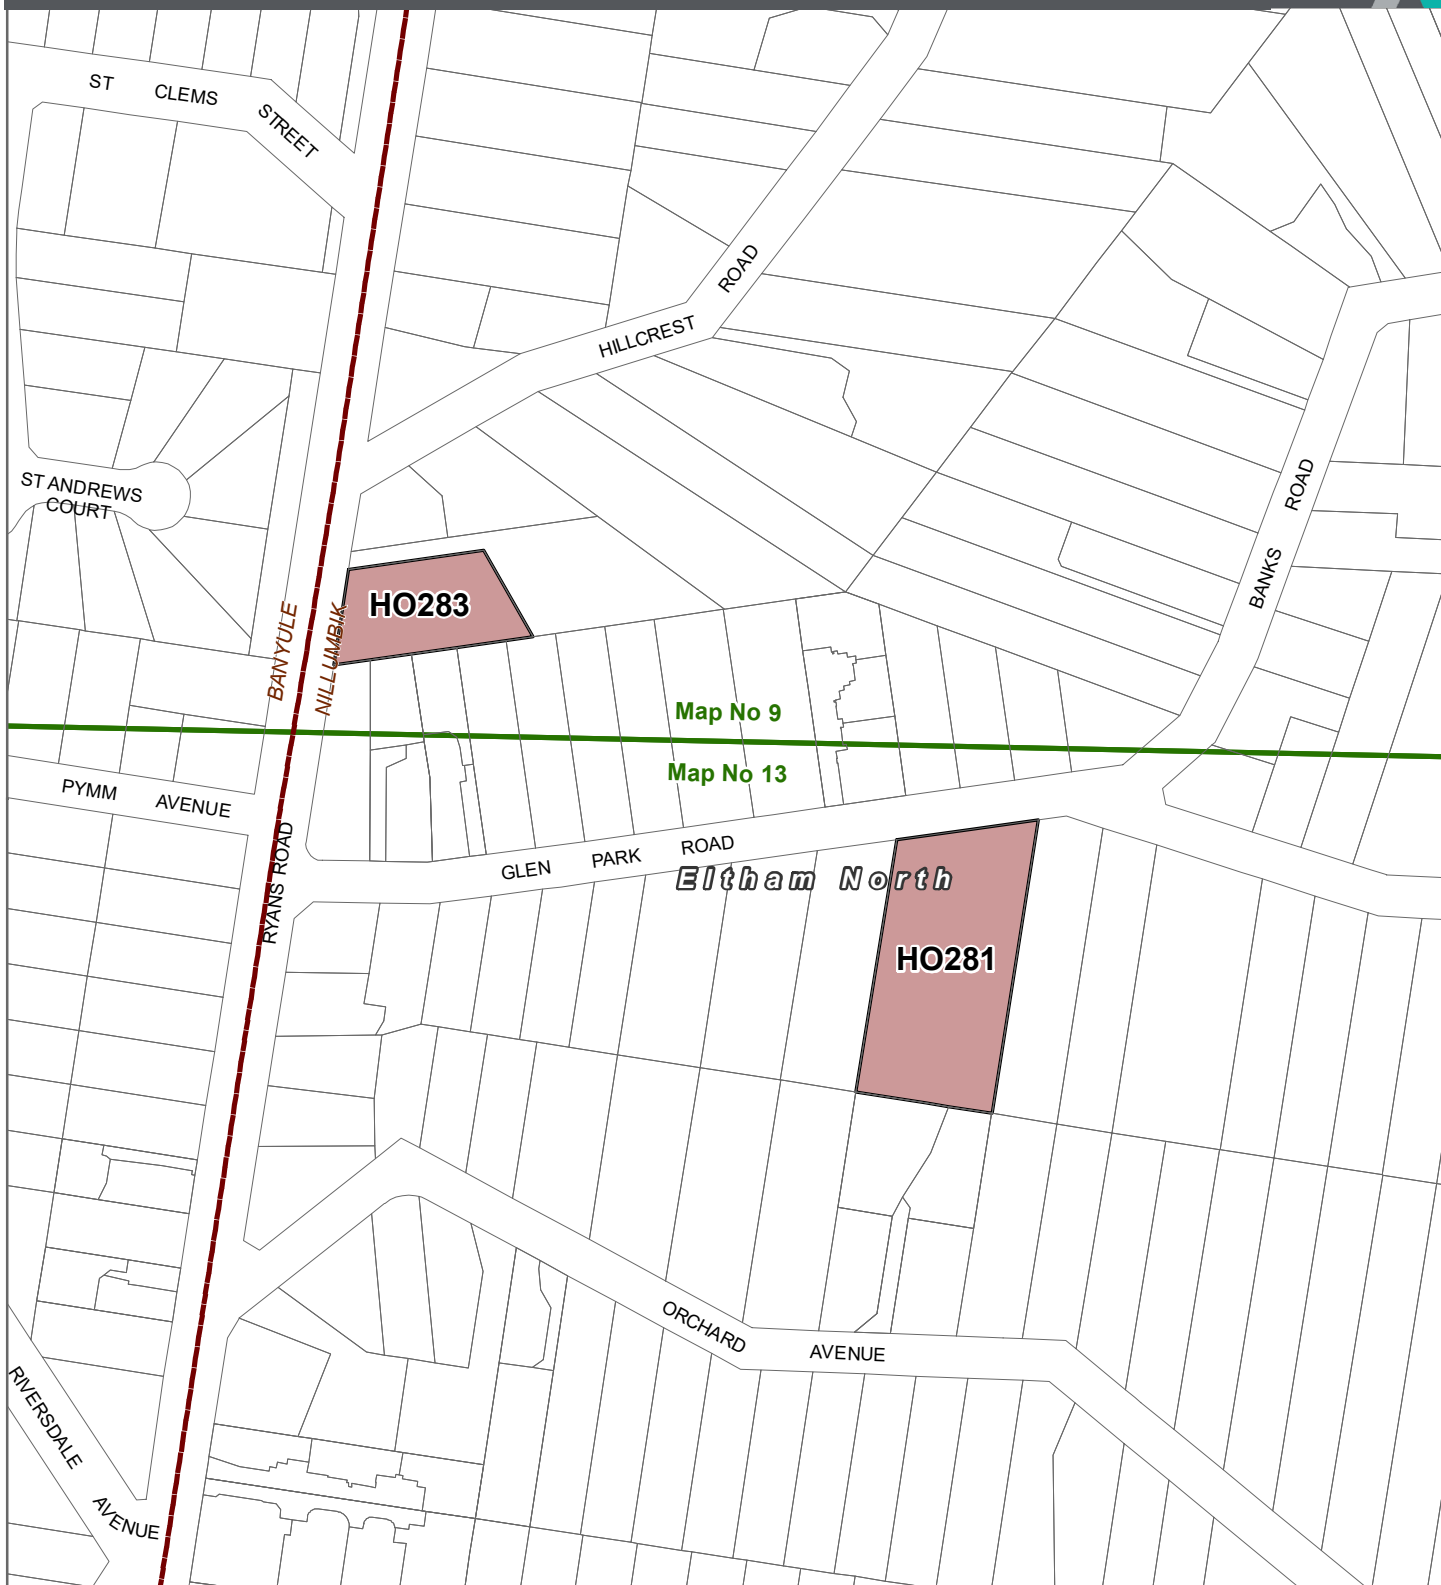 ST CLEMS STREET
HILLCREST ROAD
ST ANDREWS
COURT
BANKS ROAD
HO283
BANYULE
NILLUMBIK
Map No 9
Map No 13
PYMM AVENUE
RYANS ROAD
GLEN PARK ROAD
Eltham North
HO281
ORCHARD AVENUE
RIVERSDALE AVENUE